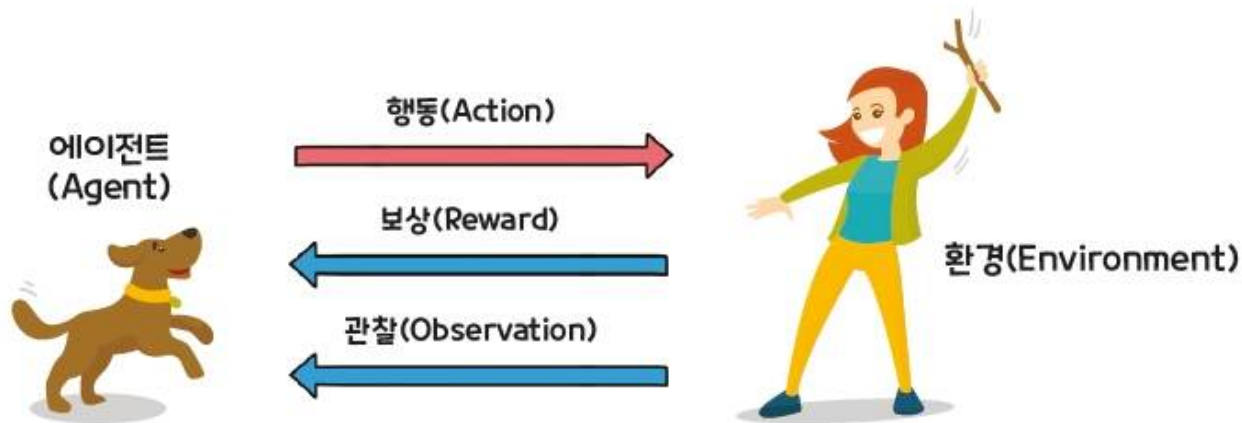 행동(Action)
에이전트
(Agent)
보상(Reward)
환경(Environment)
관찰(Observation)